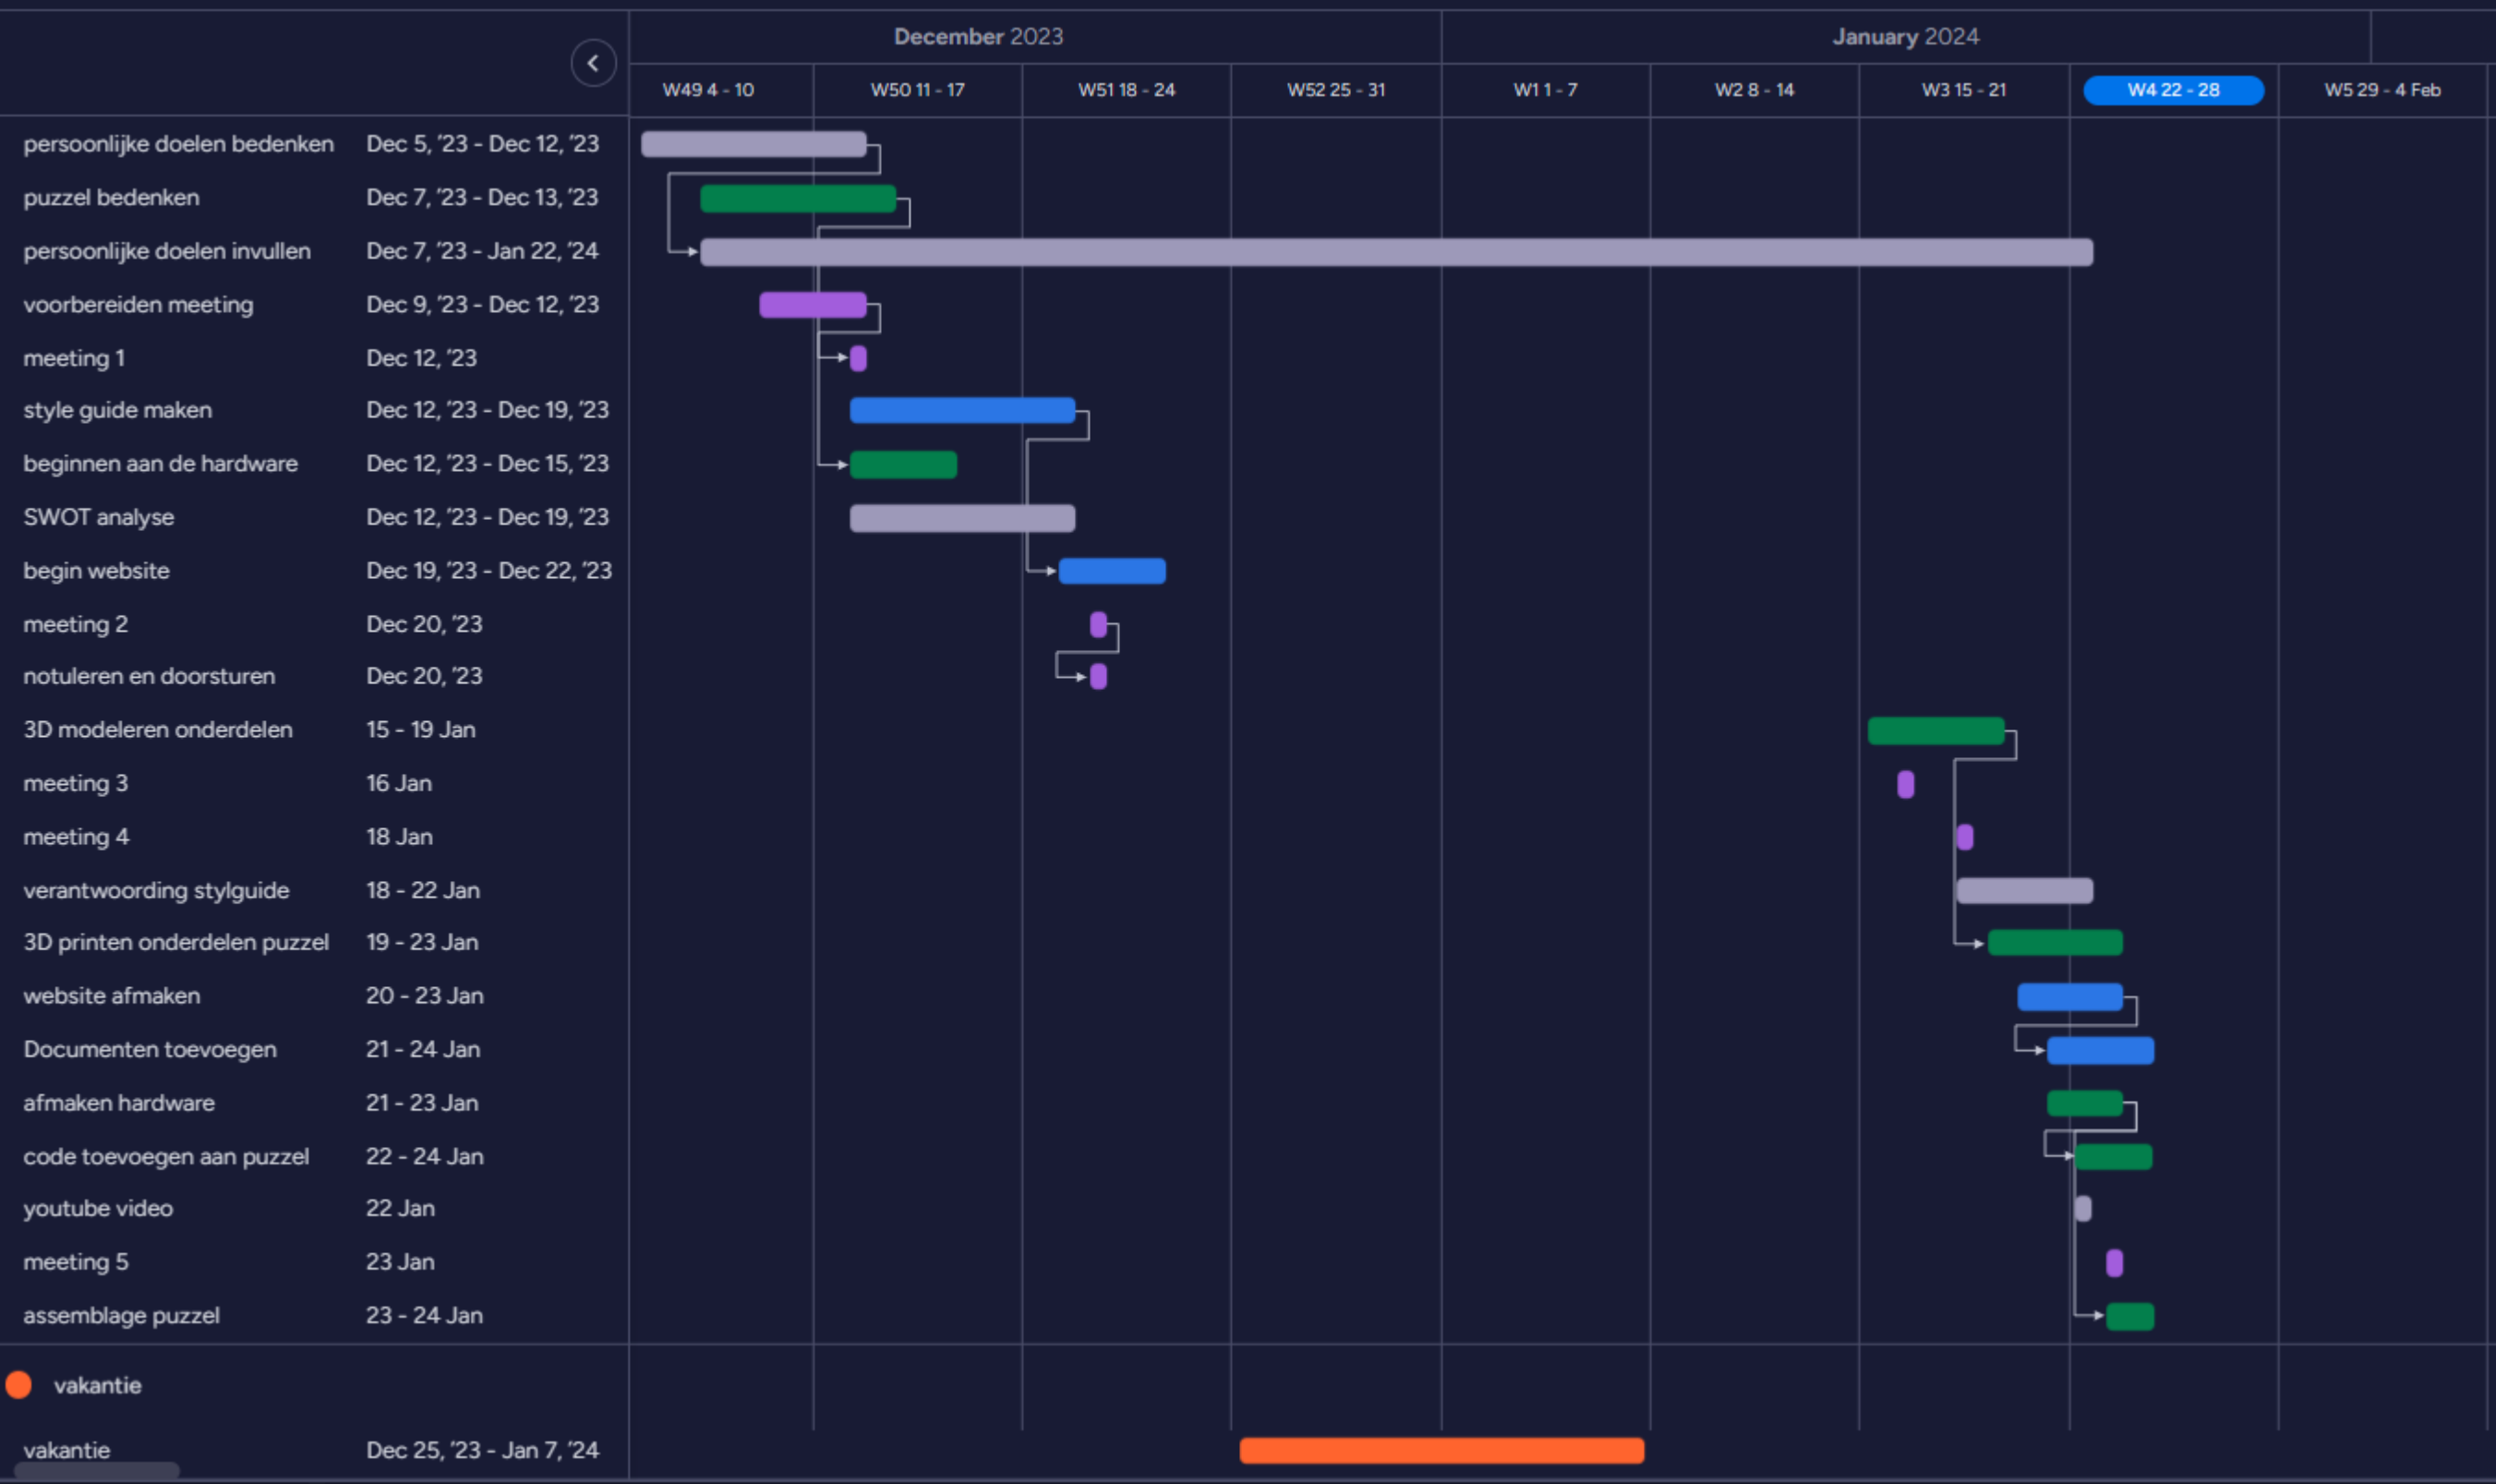 December 2023 January 2024
W49 4 - 10 W50 11 - 17 W51 18 - 24 W52 25 - 31 W1 1 - 7 W2 8 - 14 W3 15 - 21 W4 22 - 28 W5 29 - 4 Feb
persoonlijke doelen bedenken Dec 5, '23 - Dec 12, '23
puzzel bedenken Dec 7, '23 - Dec 13, '23
persoonlijke doelen invullen Dec 7, '23 - Jan 22, '24
voorbereiden meeting Dec 9, '23 - Dec 12, '23
meeting 1 Dec 12, '23
style guide maken Dec 12, '23 - Dec 19, '23
beginnen aan de hardware Dec 12, '23 - Dec 15, '23
SWOT analyse Dec 12, '23 - Dec 19, '23
begin website Dec 19, '23 - Dec 22, '23
meeting 2 Dec 20, '23
notuleren en doorsturen Dec 20, '23
3D modeleren onderdelen 15 - 19 Jan
meeting 3 16 Jan
meeting 4 18 Jan
verantwoording stylguide 18 - 22 Jan
3D printen onderdelen puzzel 19 - 23 Jan
website afmaken 20 - 23 Jan
Documenten toevoegen 21 - 24 Jan
afmaken hardware 21 - 23 Jan
code toevoegen aan puzzel 22 - 24 Jan
youtube video 22 Jan
meeting 5 23 Jan
assemblage puzzel 23 - 24 Jan
vakantie
vakantie Dec 25, '23 - Jan 7, '24